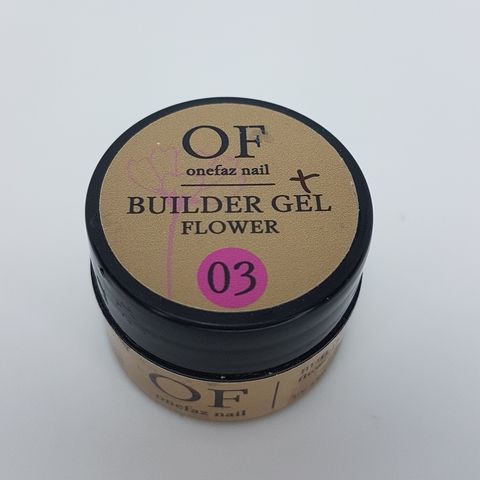 OF
onefaz nail
+
BUILDER GEL
FLOWER
03
OF
onefaz nail